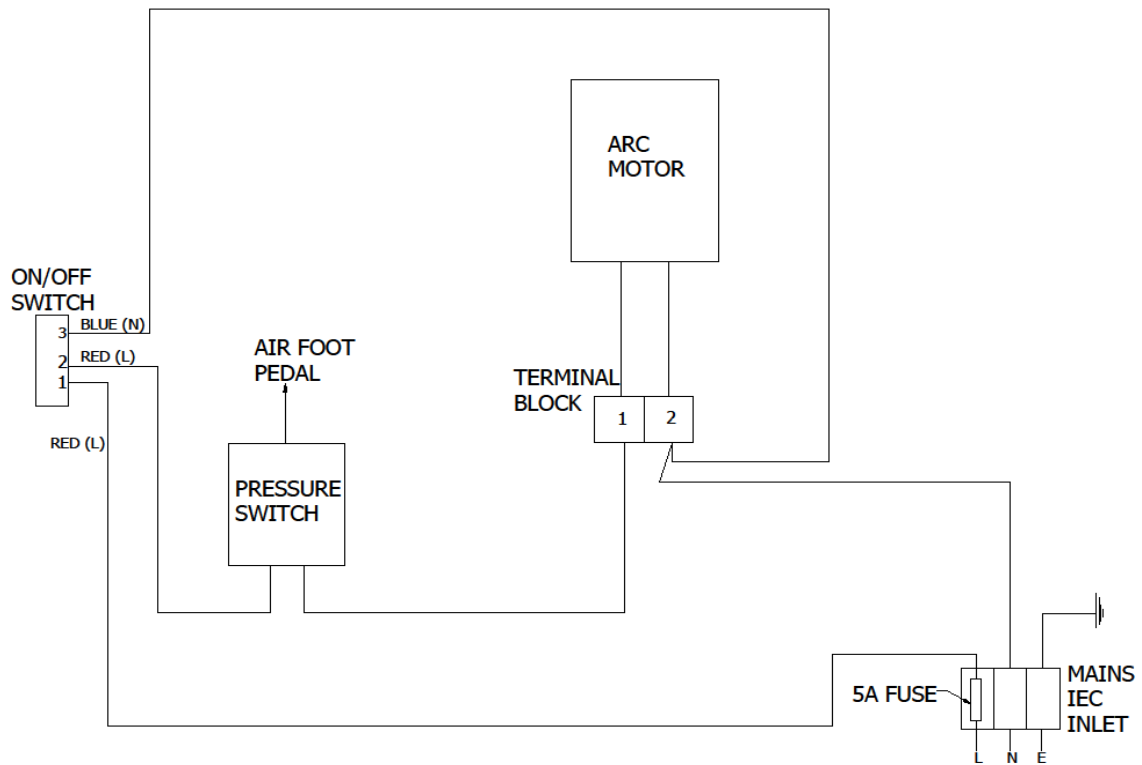 ARC
MOTOR
ON/OFF
SWITCH
3
BLUE (N)
2
RED (L)
1
RED (L)
AIR FOOT
PEDAL
PRESSURE
SWITCH
TERMINAL
BLOCK
1
2
5A FUSE
MAINS
IEC
INLET
L N E